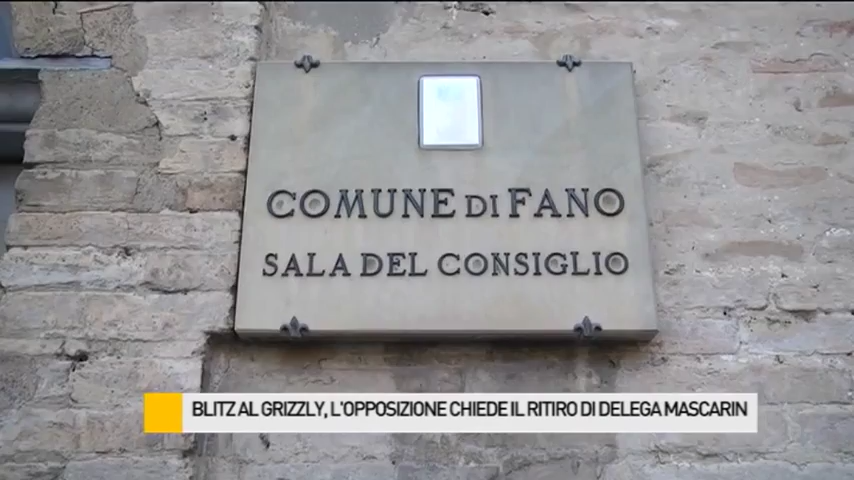 COMUNE DI FANO
SALA DEL CONSIGLIO
BLITZ AL GRIZZLY, L'OPPOSIZIONE CHIEDE IL RITIRO DI DELEGA MASCARIN